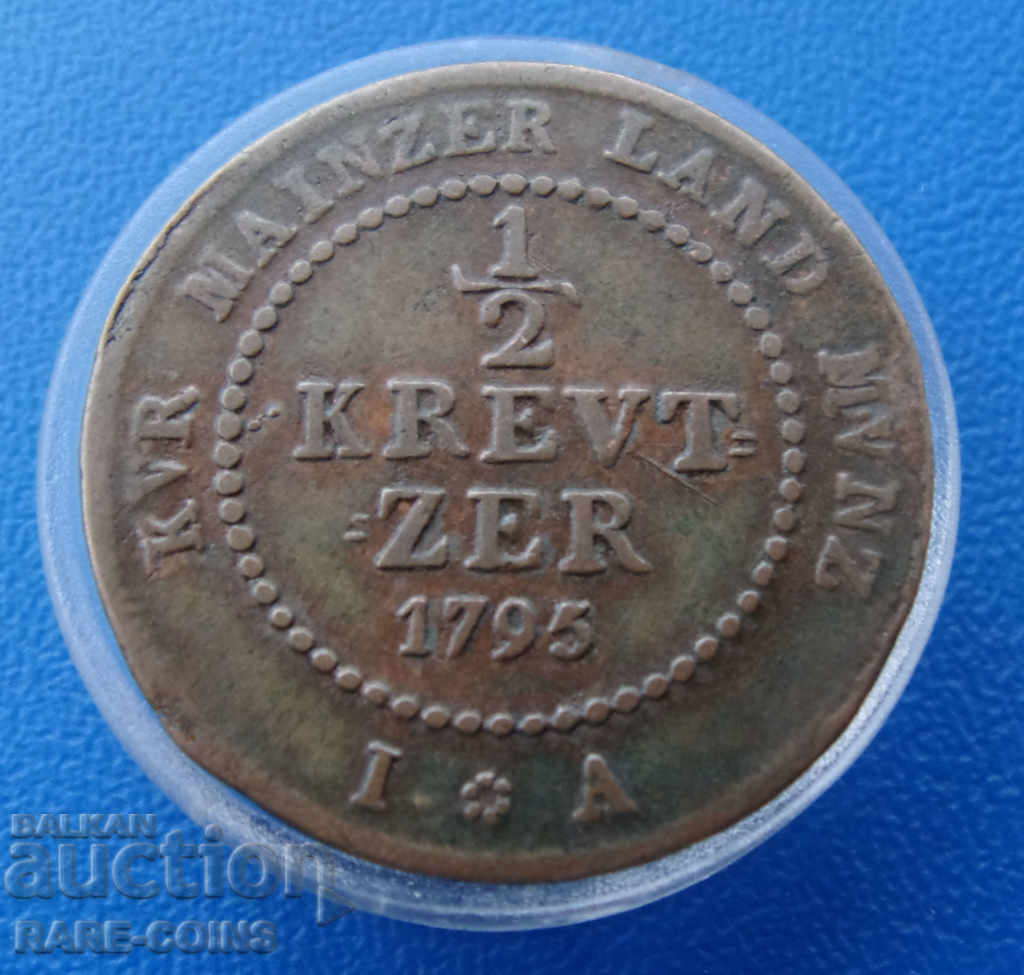 KVR MAINZER LAND MVNZ
1/2
KREVT=
=ZER
1795
I A
BALKAN
auction
RARE-COINS